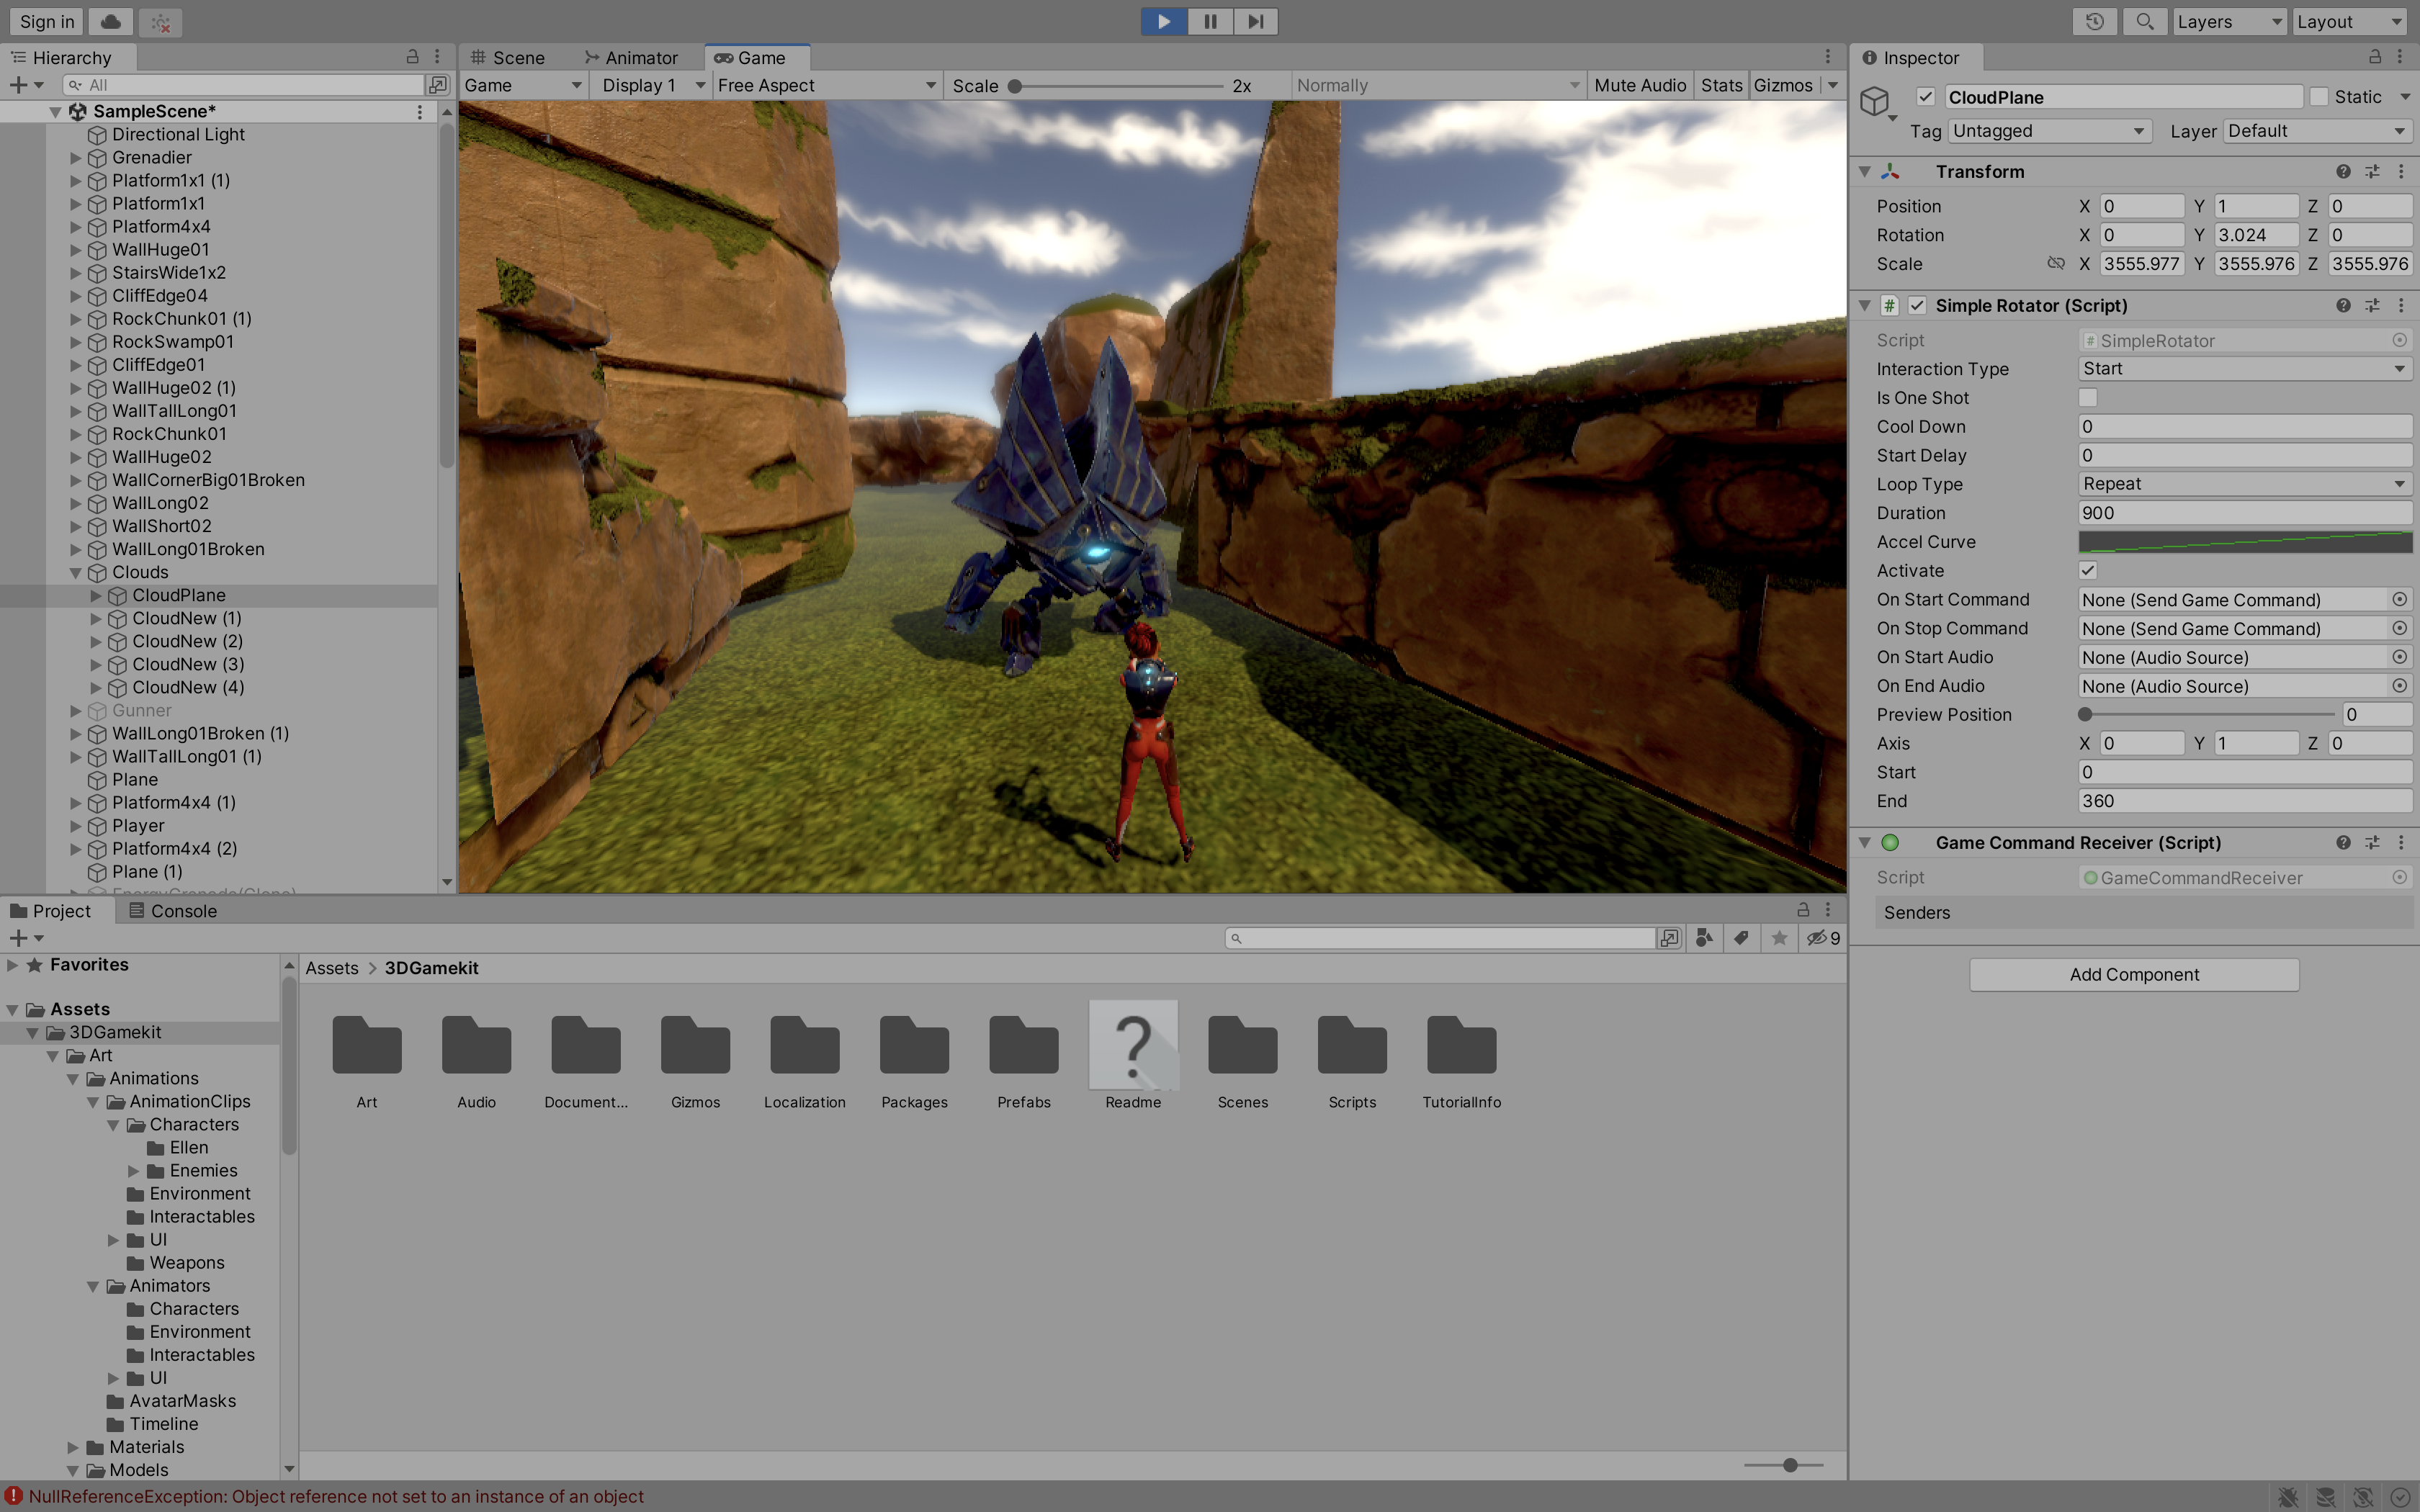 Sign in
Layers
Layout
Hierarchy
All
SampleScene*
Directional Light
Grenadier
Platform1x1 (1)
Platform1x1
Platform4x4
WallHuge01
StairsWide1x2
CliffEdge04
RockChunk01 (1)
RockSwamp01
CliffEdge01
WallHuge02 (1)
WallTallLong01
RockChunk01
WallHuge02
WallCornerBig01Broken
WallLong02
WallShort02
WallLong01Broken
Clouds
CloudPlane
CloudNew (1)
CloudNew (2)
CloudNew (3)
CloudNew (4)
Gunner
WallLong01Broken (1)
WallTallLong01 (1)
Plane
Platform4x4 (1)
Player
Platform4x4 (2)
Plane (1)
EnergyGrenade(Clone)
Scene Animator Game
Game Display 1 Free Aspect Scale 2x Normally Mute Audio Stats Gizmos
Inspector
CloudPlane Static
Tag Untagged Layer Default
Transform
Position X 0 Y 1 Z 0
Rotation X 0 Y 3.024 Z 0
Scale X 3555.977 Y 3555.976 Z 3555.976
# Simple Rotator (Script)
Script # SimpleRotator
Interaction Type Start
Is One Shot
Cool Down 0
Start Delay 0
Loop Type Repeat
Duration 900
Accel Curve
Activate
On Start Command None (Send Game Command)
On Stop Command None (Send Game Command)
On Start Audio None (Audio Source)
On End Audio None (Audio Source)
Preview Position 0
Axis X 0 Y 1 Z 0
Start 0
End 360
Game Command Receiver (Script)
Script GameCommandReceiver
Senders
Add Component
Project Console
9
Favorites
Assets
3DGamekit
Art
Animations
AnimationClips
Characters
Ellen
Enemies
Environment
Interactables
UI
Weapons
Animators
Characters
Environment
Interactables
UI
AvatarMasks
Timeline
Materials
Models
Assets > 3DGamekit
Art Audio Document... Gizmos Localization Packages Prefabs Readme Scenes Scripts TutorialInfo
NullReferenceException: Object reference not set to an instance of an object